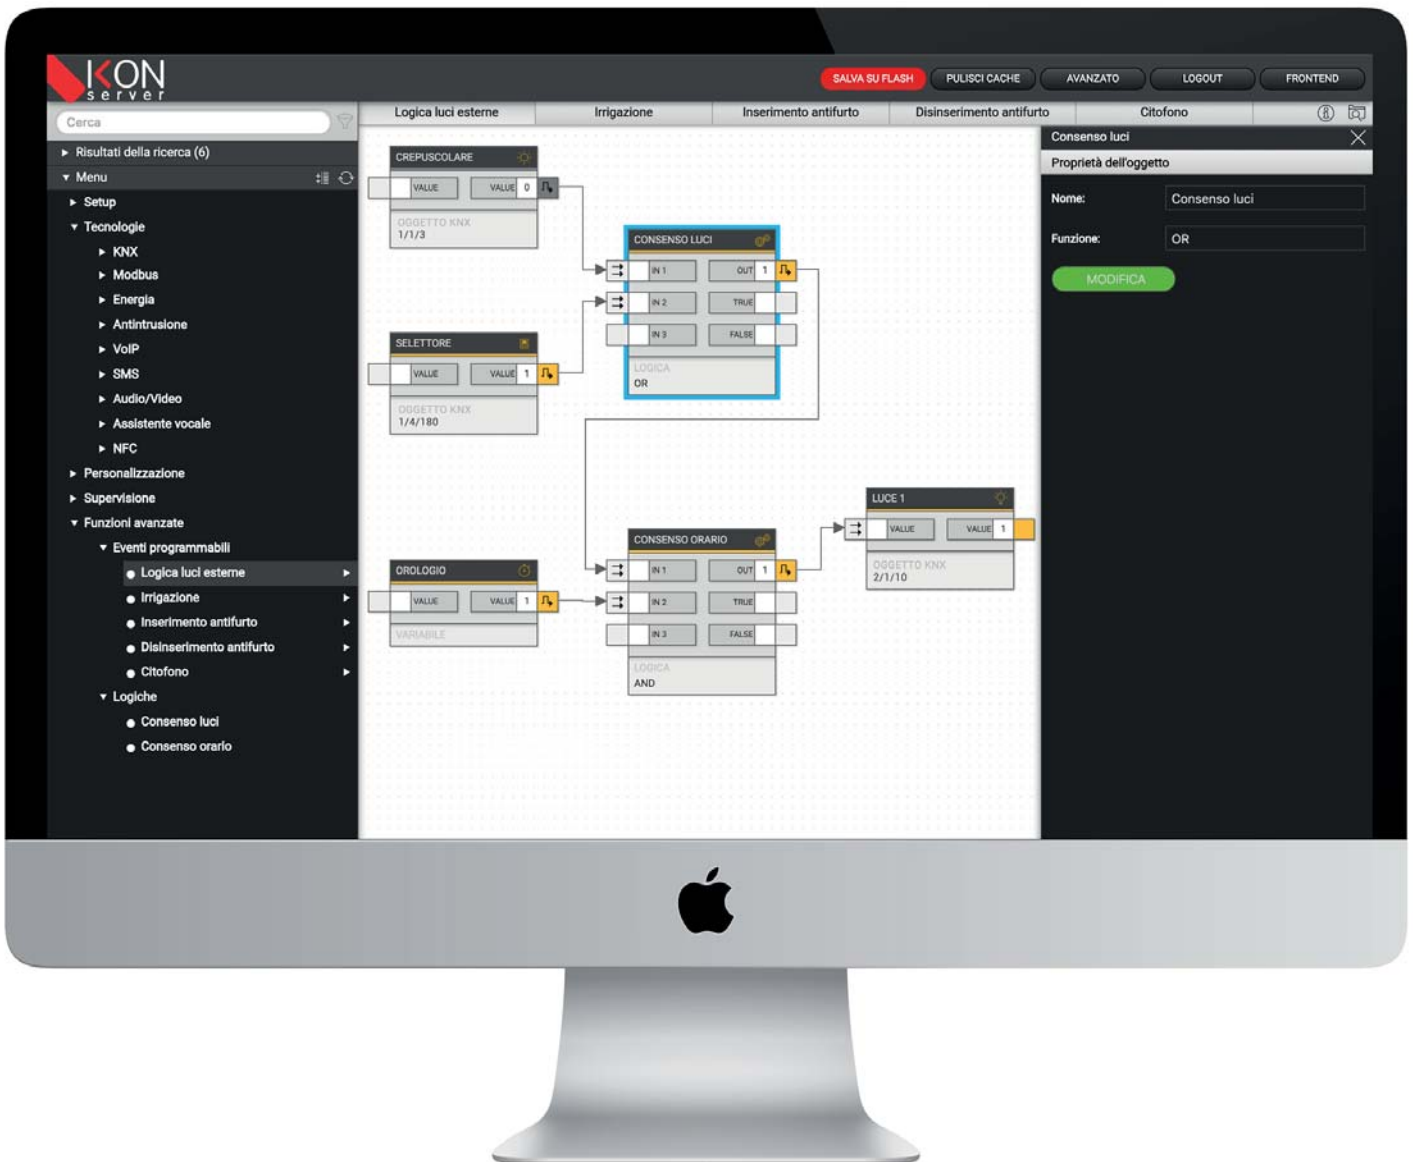 KON
server
SALVA SU FLASH
PULISCI CACHE
AVANZATO
LOGOUT
FRONTEND
Cerca
Logica luci esterne
Irrigazione
Inserimento antifurto
Disinserimento antifurto
Citofono
Risultati della ricerca (6)
Menu
Setup
Tecnologie
KNX
Modbus
Energia
Antintrusione
VoIP
SMS
Audio/Video
Assistente vocale
NFC
Personalizzazione
Supervisione
Funzioni avanzate
Eventi programmabili
Logica luci esterne
Irrigazione
Inserimento antifurto
Disinserimento antifurto
Citofono
Logiche
Consenso luci
Consenso orario
CREPUSCOLARE
VALUE VALUE 0
OGGETTO KNX
1/1/3
SELETTORE
VALUE VALUE 1
OGGETTO KNX
1/4/180
CONSENSO LUCI
IN 1 OUT 1
IN 2 TRUE
IN 3 FALSE
LOGICA
OR
OROLOGIO
VALUE VALUE 1
VARIABILE
CONSENSO ORARIO
IN 1 OUT 1
IN 2 TRUE
IN 3 FALSE
LOGICA
AND
LUCE 1
VALUE VALUE 1
OGGETTO KNX
2/1/10
Consenso luci
Proprietà dell'oggetto
Nome: Consenso luci
Funzione: OR
MODIFICA